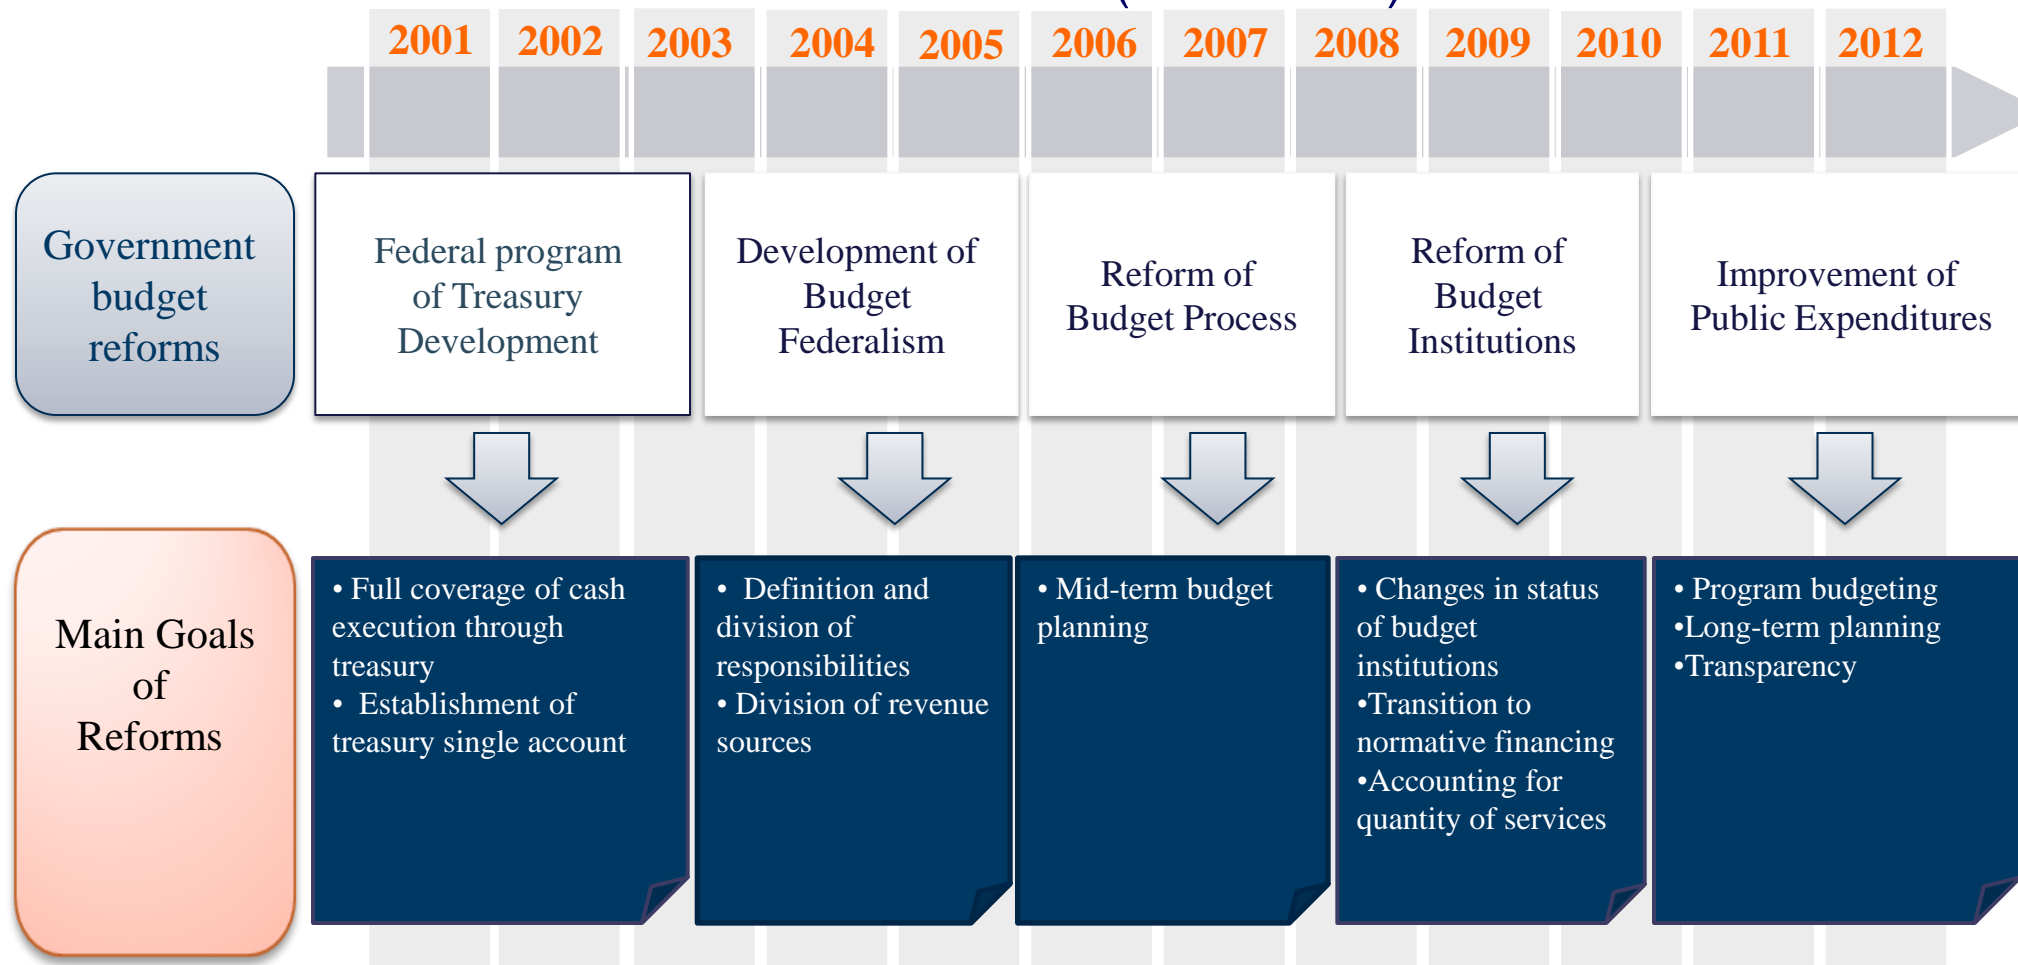 2001 2002 2003 2004 2005 2006 2007 2008 2009 2010 2011 2012
Government
budget
reforms
Federal program
of Treasury
Development
Development of
Budget
Federalism
Reform of
Budget Process
Reform of
Budget
Institutions
Improvement of
Public Expenditures
Main Goals
of
Reforms
• Full coverage of cash
execution through
treasury
• Establishment of
treasury single account
• Definition and
division of
responsibilities
• Division of revenue
sources
• Mid-term budget
planning
• Changes in status
of budget
institutions
•Transition to
normative financing
•Accounting for
quantity of services
• Program budgeting
•Long-term planning
•Transparency